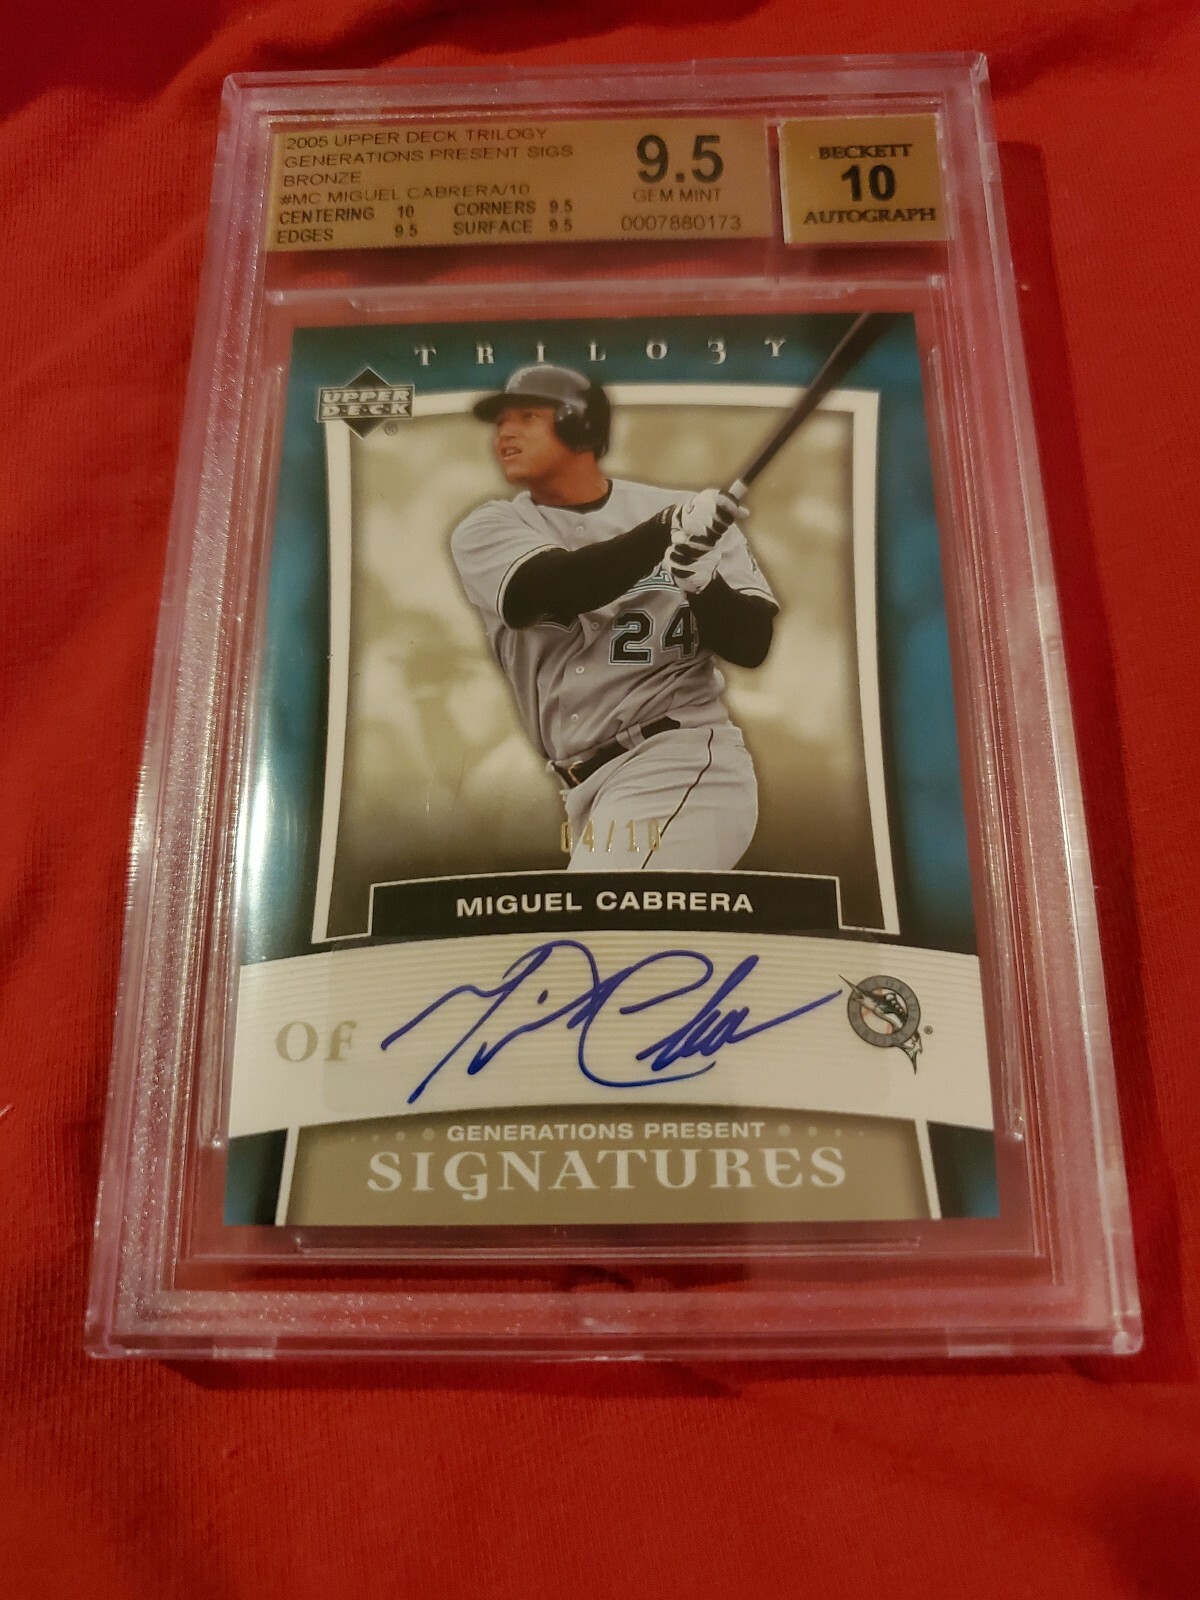 2005 UPPER DECK TRILOGY
GENERATIONS PRESENT SIGS
BRONZE
#MC MIGUEL CABRERA/10
CENTERING 10 CORNERS 9.5
EDGES 9.5 SURFACE 9.5
9.5
GEM MINT
0007880173
BECKETT
10
AUTOGRAPH
TRILOGY
UPPER
DECK
®
24
04/10
MIGUEL CABRERA
OF
®
GENERATIONS PRESENT
SIGNATURES